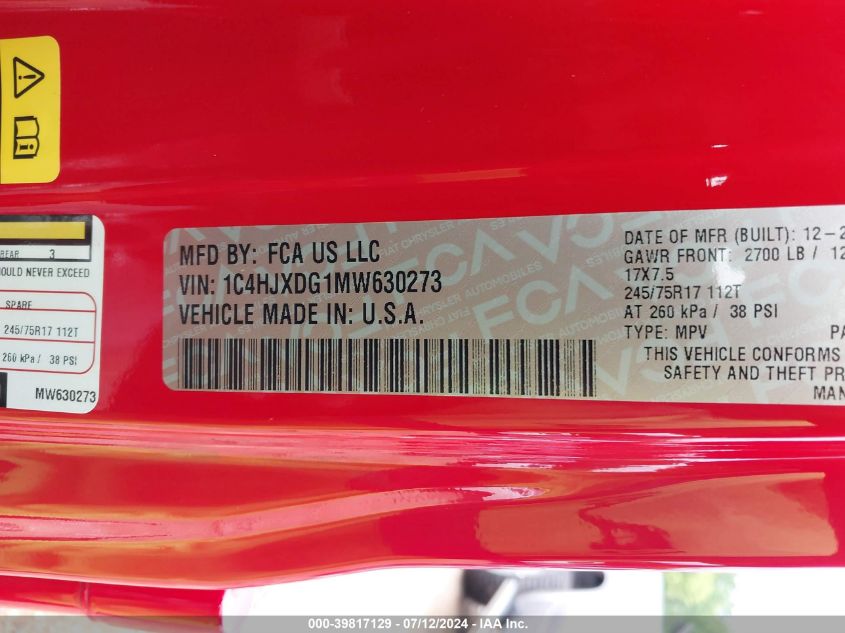 REAR 3
OULD NEVER EXCEED
SPARE
245/75R17 112T
260 kPa / 38 PSI
MW630273
MFD BY: FCA US LLC
VIN: 1C4HJXDG1MW630273
VEHICLE MADE IN: U.S.A.
DATE OF MFR (BUILT): 12-2
GAWR FRONT: 2700 LB / 12
17X7.5
245/75R17 112T
AT 260 kPa / 38 PSI
TYPE: MPV PA
THIS VEHICLE CONFORMS
SAFETY AND THEFT PR
MAN
000-39817129 - 07/12/2024 - IAA Inc.